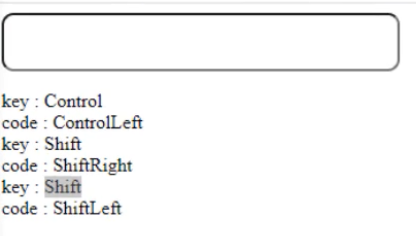 key : Control
code : ControlLeft
key : Shift
code : ShiftRight
key : Shift
code : ShiftLeft